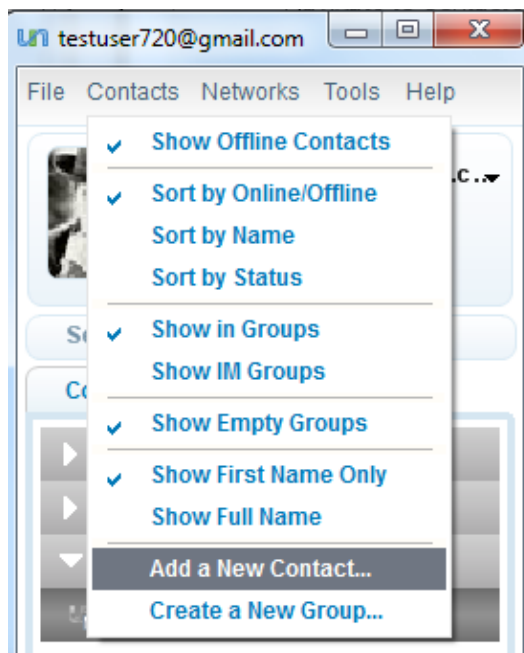 un testuser720@gmail.com
File Contacts Networks Tools Help
Show Offline Contacts
.c..
Sort by Online/Offline
Sort by Name
Sort by Status
Show in Groups
Show IM Groups
Show Empty Groups
Show First Name Only
Show Full Name
Add a New Contact...
Create a New Group...